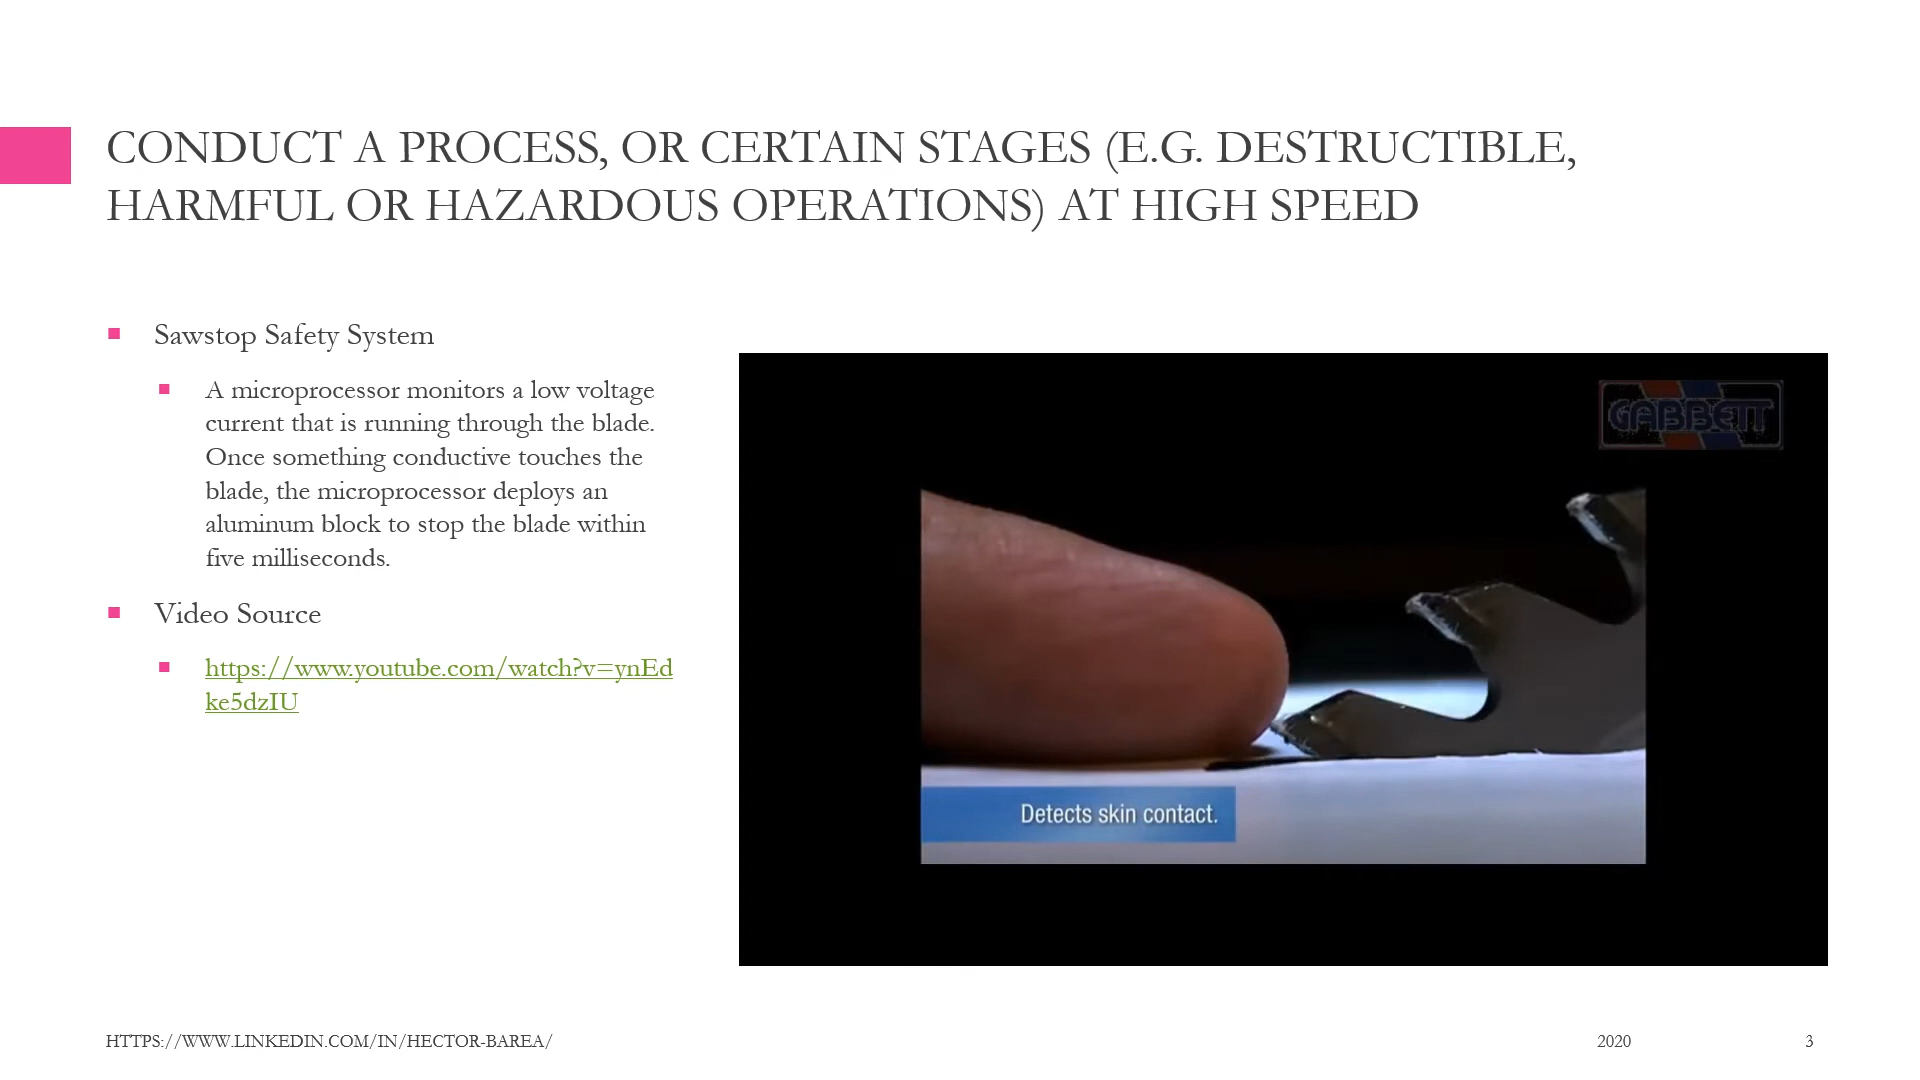 CONDUCT A PROCESS, OR CERTAIN STAGES (E.G. DESTRUCTIBLE,
HARMFUL OR HAZARDOUS OPERATIONS) AT HIGH SPEED
Sawstop Safety System
A microprocessor monitors a low voltage
current that is running through the blade.
Once something conductive touches the
blade, the microprocessor deploys an
aluminum block to stop the blade within
five milliseconds.
Video Source
https://www.youtube.com/watch?v=ynEd
ke5dzIU
GABBETT
Detects skin contact.
HTTPS://WWW.LINKEDIN.COM/IN/HECTOR-BAREA/
2020
3